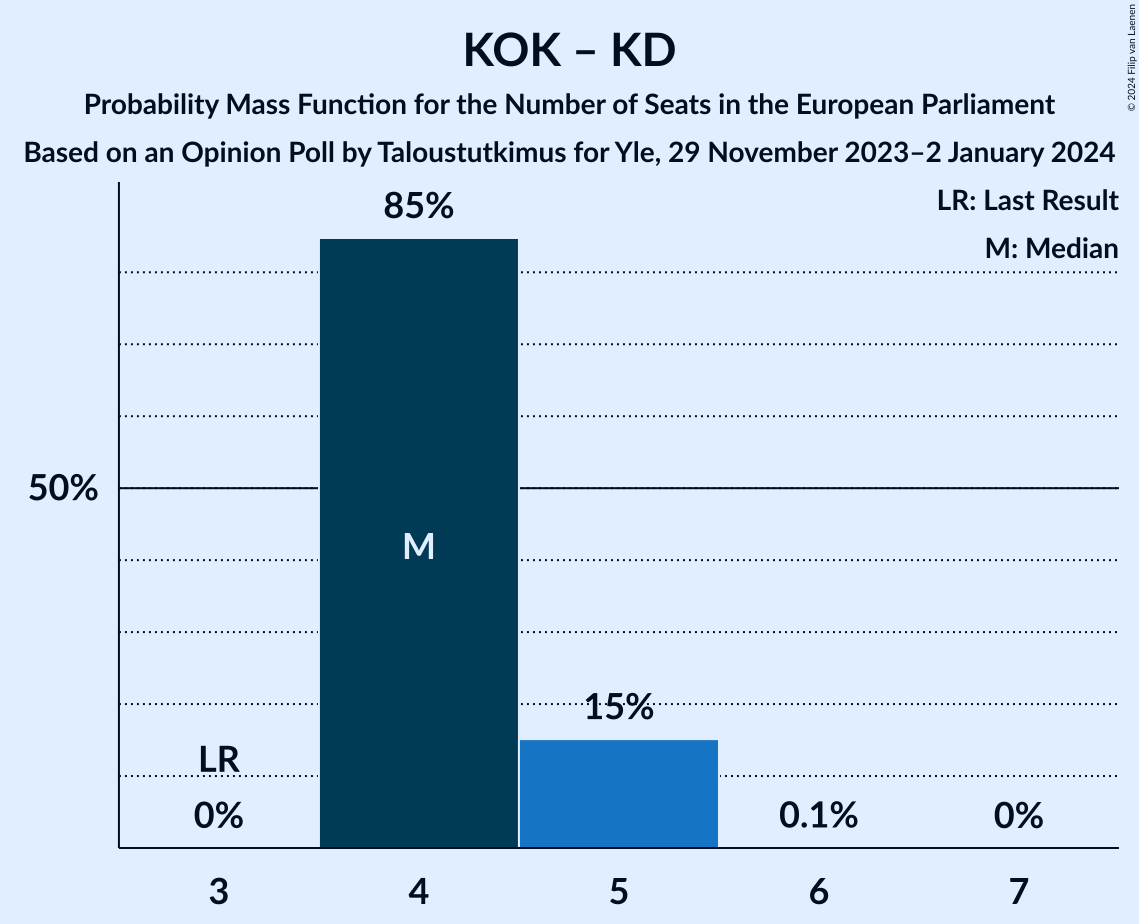 KOK – KD
Probability Mass Function for the Number of Seats in the European Parliament
Based on an Opinion Poll by Taloustutkimus for Yle, 29 November 2023–2 January 2024
© 2024 Filip van Laenen
LR: Last Result
M: Median
85%
50%
M
15%
LR
0%
0.1%
0%
3
4
5
6
7